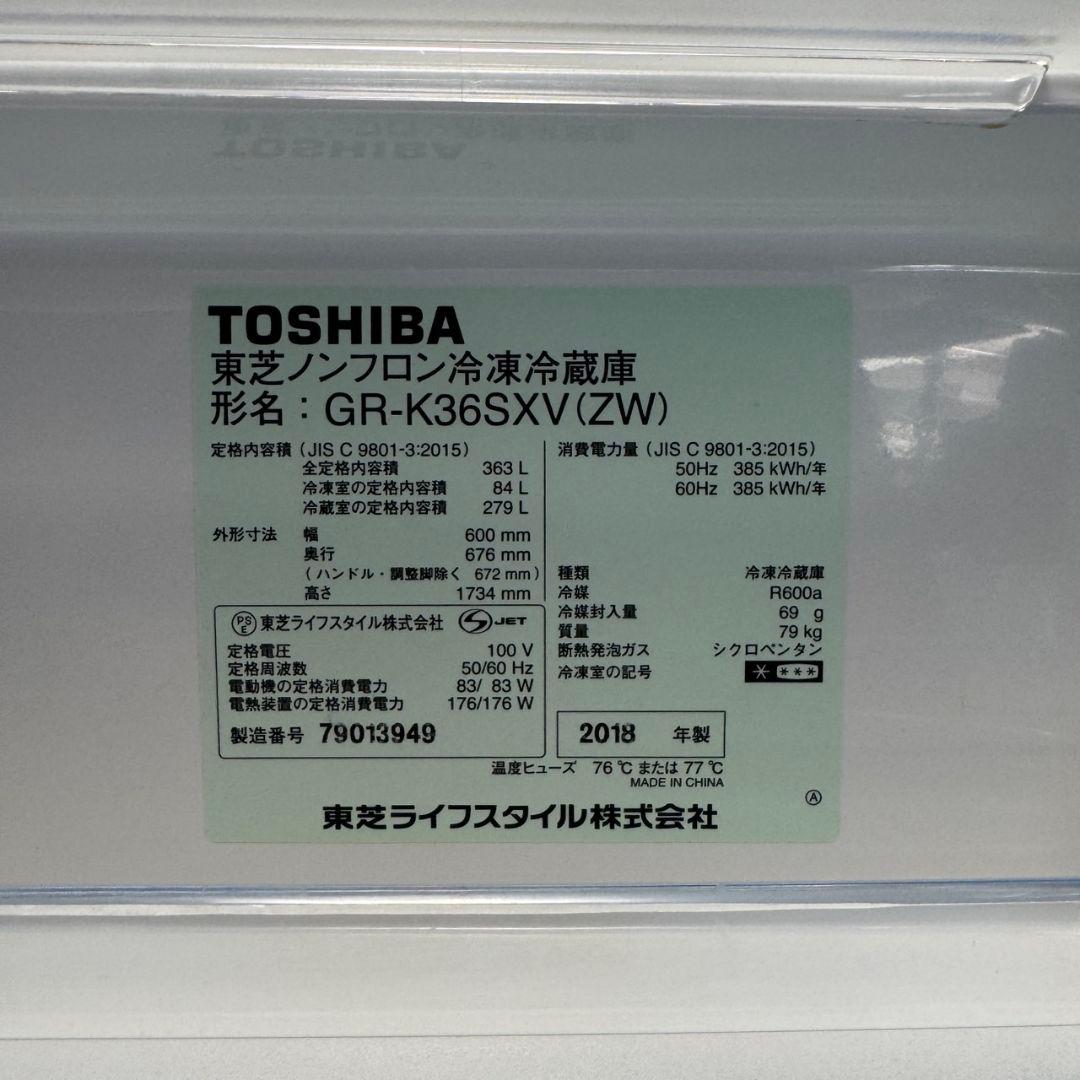 TOSHIBA
東芝ノンフロン冷凍冷蔵庫
形名：GR-K36SXV(ZW)
定格内容積（JIS C 9801-3:2015）
全定格内容積 363 L
冷凍室の定格内容積 84 L
冷蔵室の定格内容積 279 L
外形寸法 幅 600 mm
奥行 676 mm
（ハンドル・調整脚除く 672 mm）
高さ 1734 mm
PSE 東芝ライフスタイル株式会社 S JET
定格電圧 100 V
定格周波数 50/60 Hz
電動機の定格消費電力 83/ 83 W
電熱装置の定格消費電力 176/176 W
製造番号 79013949
消費電力量（JIS C 9801-3:2015）
50Hz 385 kWh/年
60Hz 385 kWh/年
種類 冷凍冷蔵庫
冷媒 R600a
冷媒封入量 69 g
質量 79 kg
断熱発泡ガス シクロペンタン
冷凍室の記号 * ***
2018 年製
温度ヒューズ 76 ℃ または 77 ℃
MADE IN CHINA
Ⓐ
東芝ライフスタイル株式会社